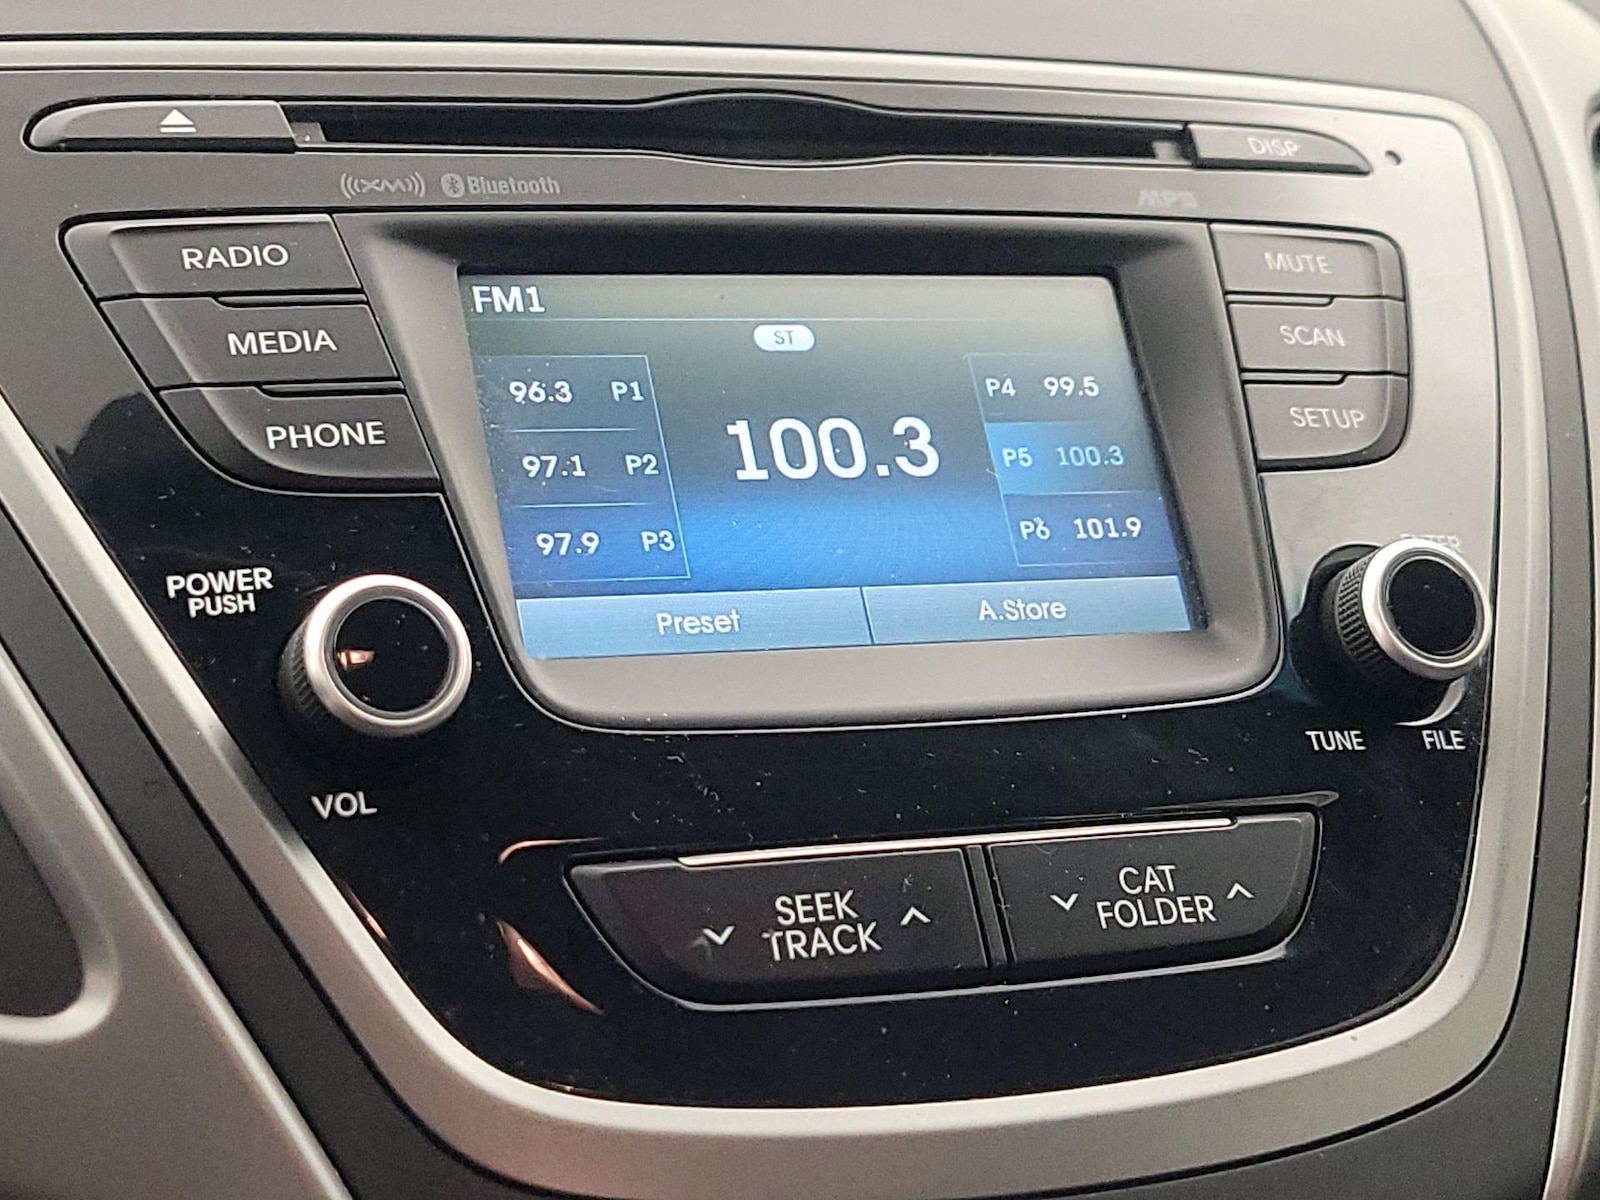 DISP
((XM)) Bluetooth
MP3
RADIO
MEDIA
PHONE
MUTE
SCAN
SETUP
FM1
ST
96.3 P1
97.1 P2
97.9 P3
100.3
P4 99.5
P5 100.3
P6 101.9
Preset
A.Store
POWER
PUSH
VOL
ENTER
TUNE FILE
SEEK
TRACK
CAT
FOLDER